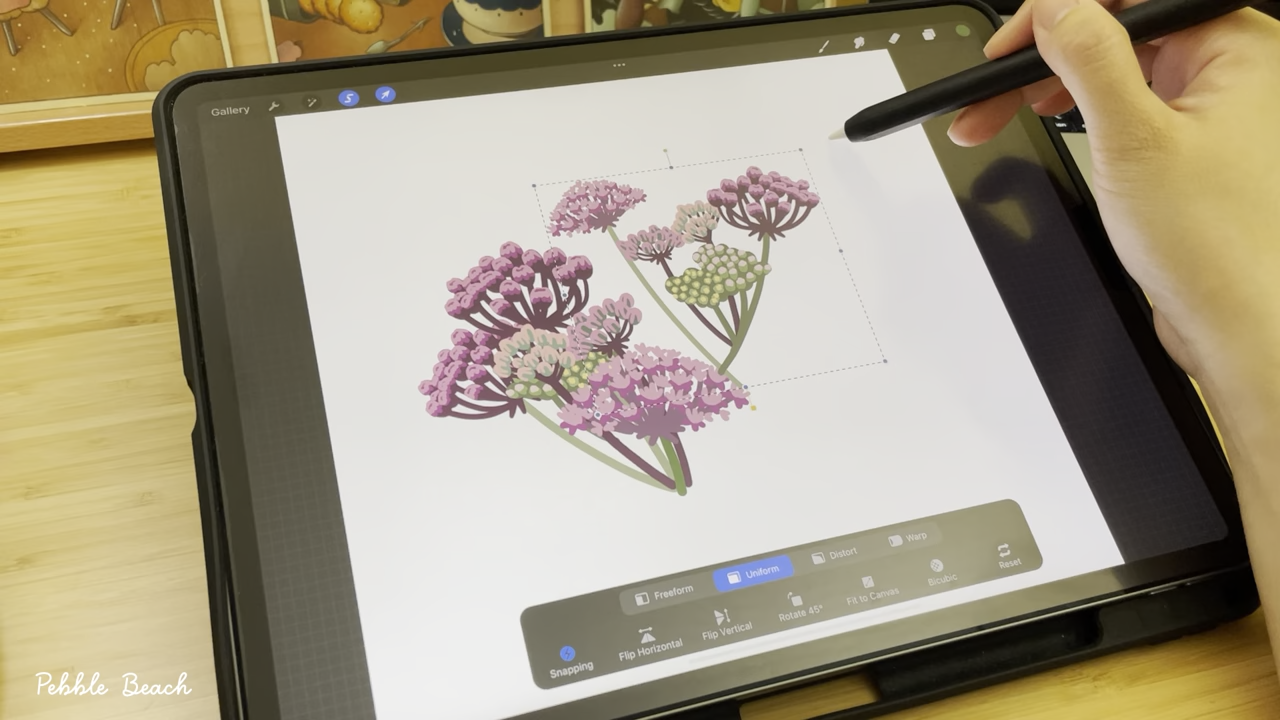 Gallery
Freeform
Uniform
Distort
Warp
Snapping
Flip Horizontal
Flip Vertical
Rotate 45°
Fit to Canvas
Bicubic
Reset
Pebble Beach